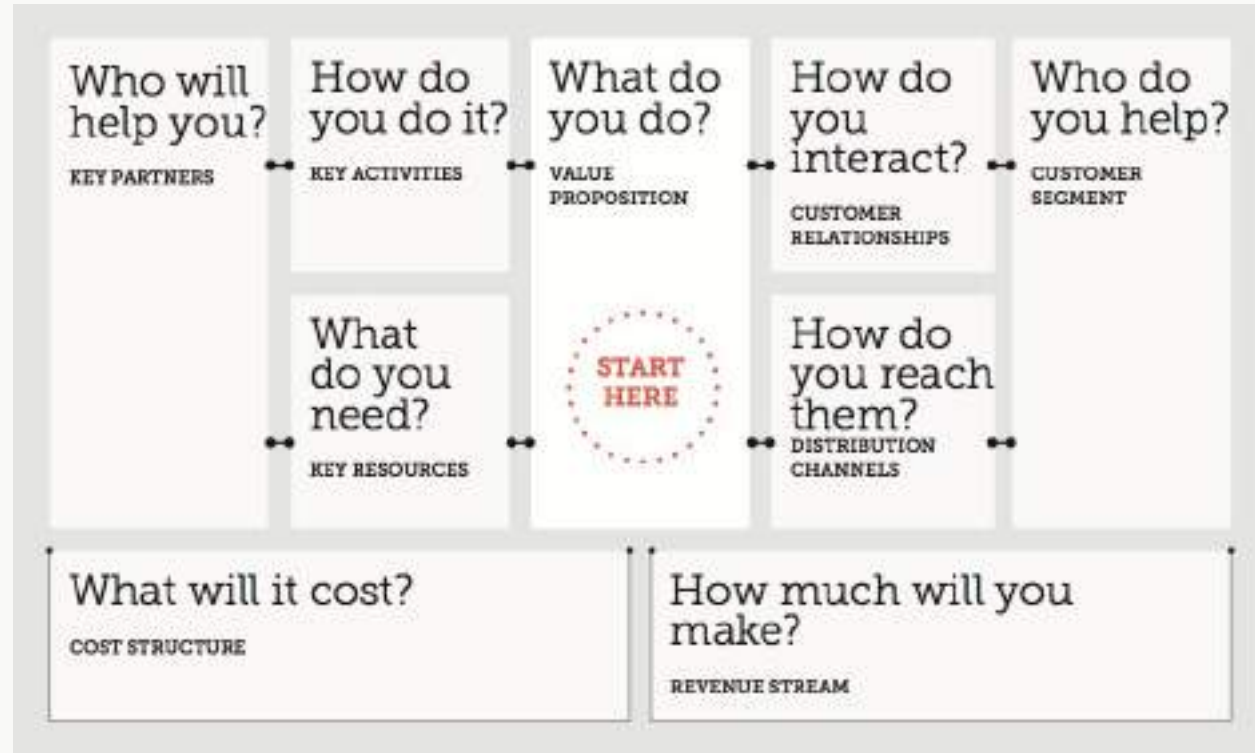 Who will
help you?
KEY PARTNERS
How do
you do it?
KEY ACTIVITIES
What
do you
need?
KEY RESOURCES
What do
you do?
VALUE
PROPOSITION
START
HERE
How do
you
interact?
CUSTOMER
RELATIONSHIPS
How do
you reach
them?
DISTRIBUTION
CHANNELS
Who do
you help?
CUSTOMER
SEGMENT
What will it cost?
COST STRUCTURE
How much will you
make?
REVENUE STREAM